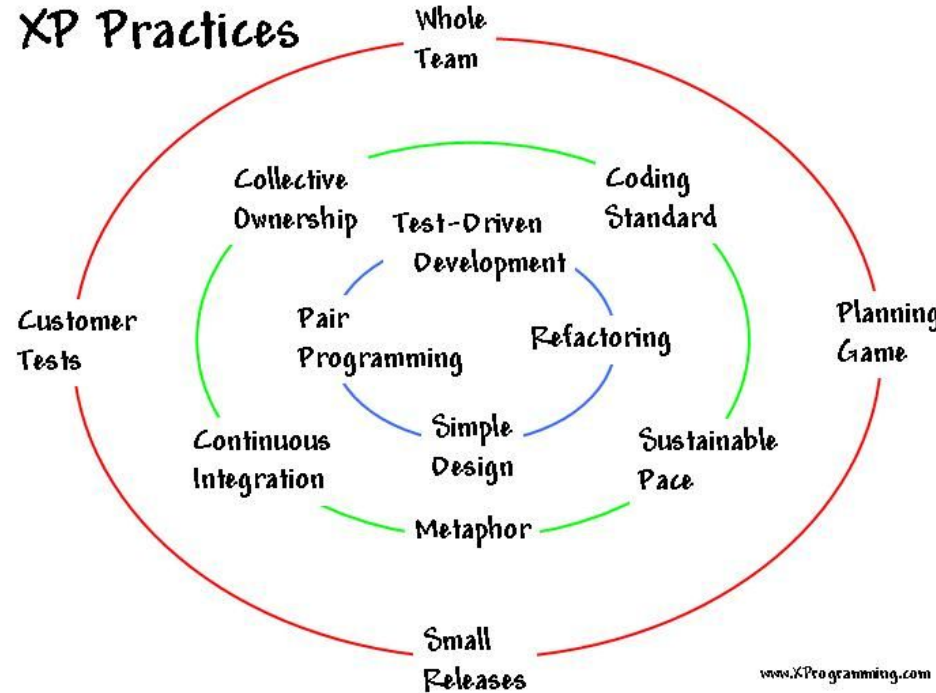 XP Practices
Whole
Team
Collective
Ownership
Coding
Standard
Test-Driven
Development
Customer
Tests
Pair
Programming
Refactoring
Planning
Game
Continuous
Integration
Simple
Design
Sustainable
Pace
Metaphor
Small
Releases
www.XProgramming.com